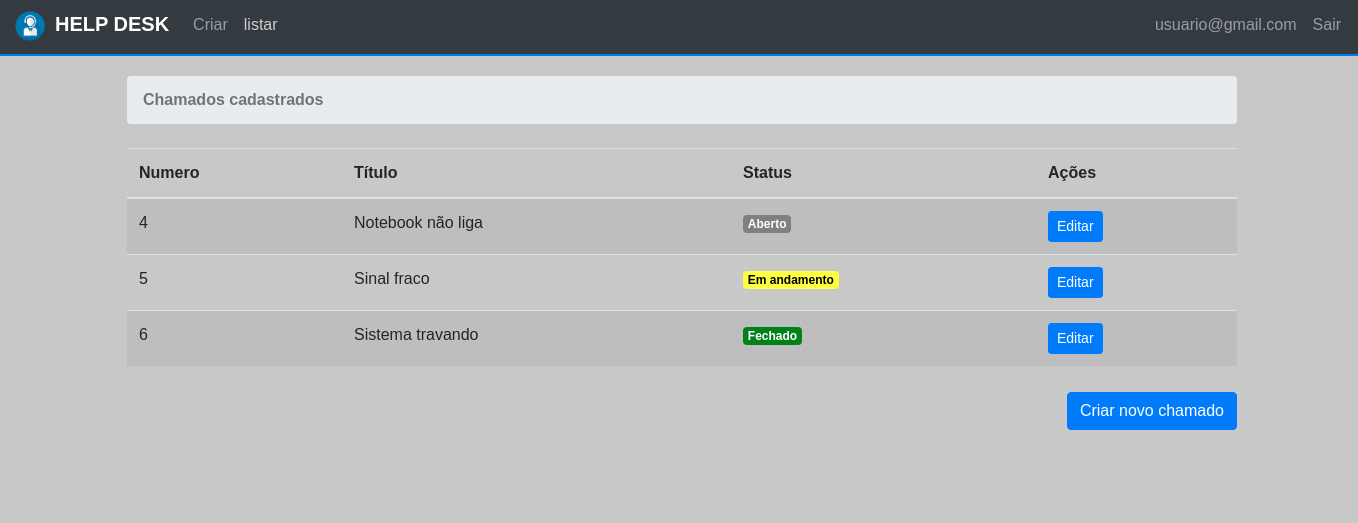 HELP DESK Criar listar usuario@gmail.com Sair
Chamados cadastrados
Numero Título Status Ações
4 Notebook não liga Aberto Editar
5 Sinal fraco Em andamento Editar
6 Sistema travando Fechado Editar
Criar novo chamado